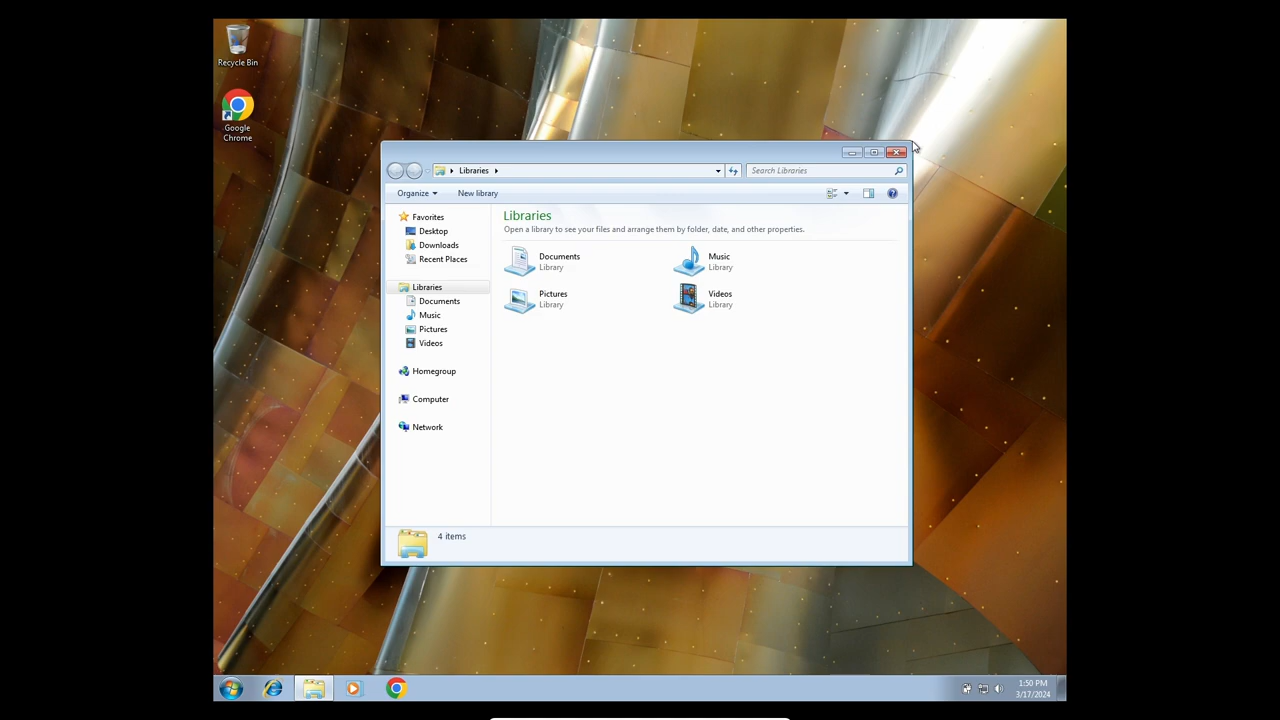 Recycle Bin
Google
Chrome
Libraries
Search Libraries
Organize
New library
Favorites
Desktop
Downloads
Recent Places
Libraries
Documents
Music
Pictures
Videos
Homegroup
Computer
Network
Libraries
Open a library to see your files and arrange them by folder, date, and other properties.
Documents
Library
Music
Library
Pictures
Library
Videos
Library
4 items
1:50 PM
3/17/2024